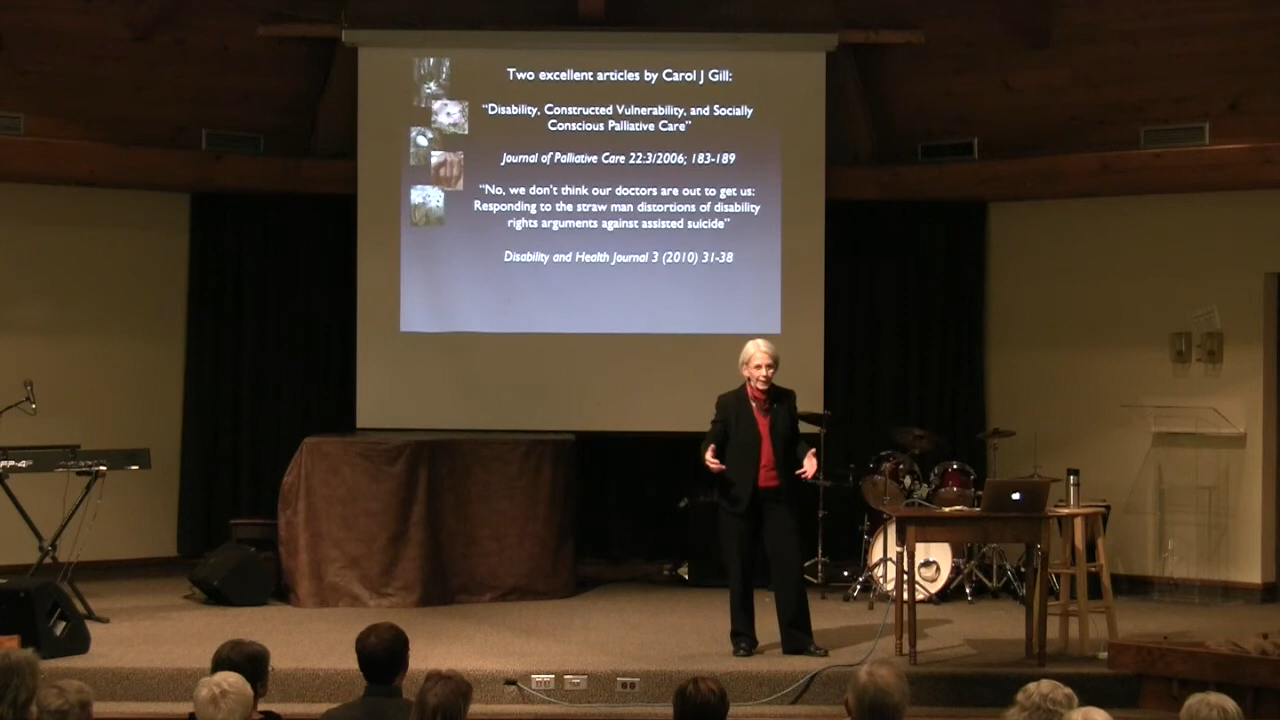 Two excellent articles by Carol J Gill:
“Disability, Constructed Vulnerability, and Socially
Conscious Palliative Care”
Journal of Palliative Care 22:3/2006; 183-189
“No, we don’t think our doctors are out to get us:
Responding to the straw man distortions of disability
rights arguments against assisted suicide”
Disability and Health Journal 3 (2010) 31-38